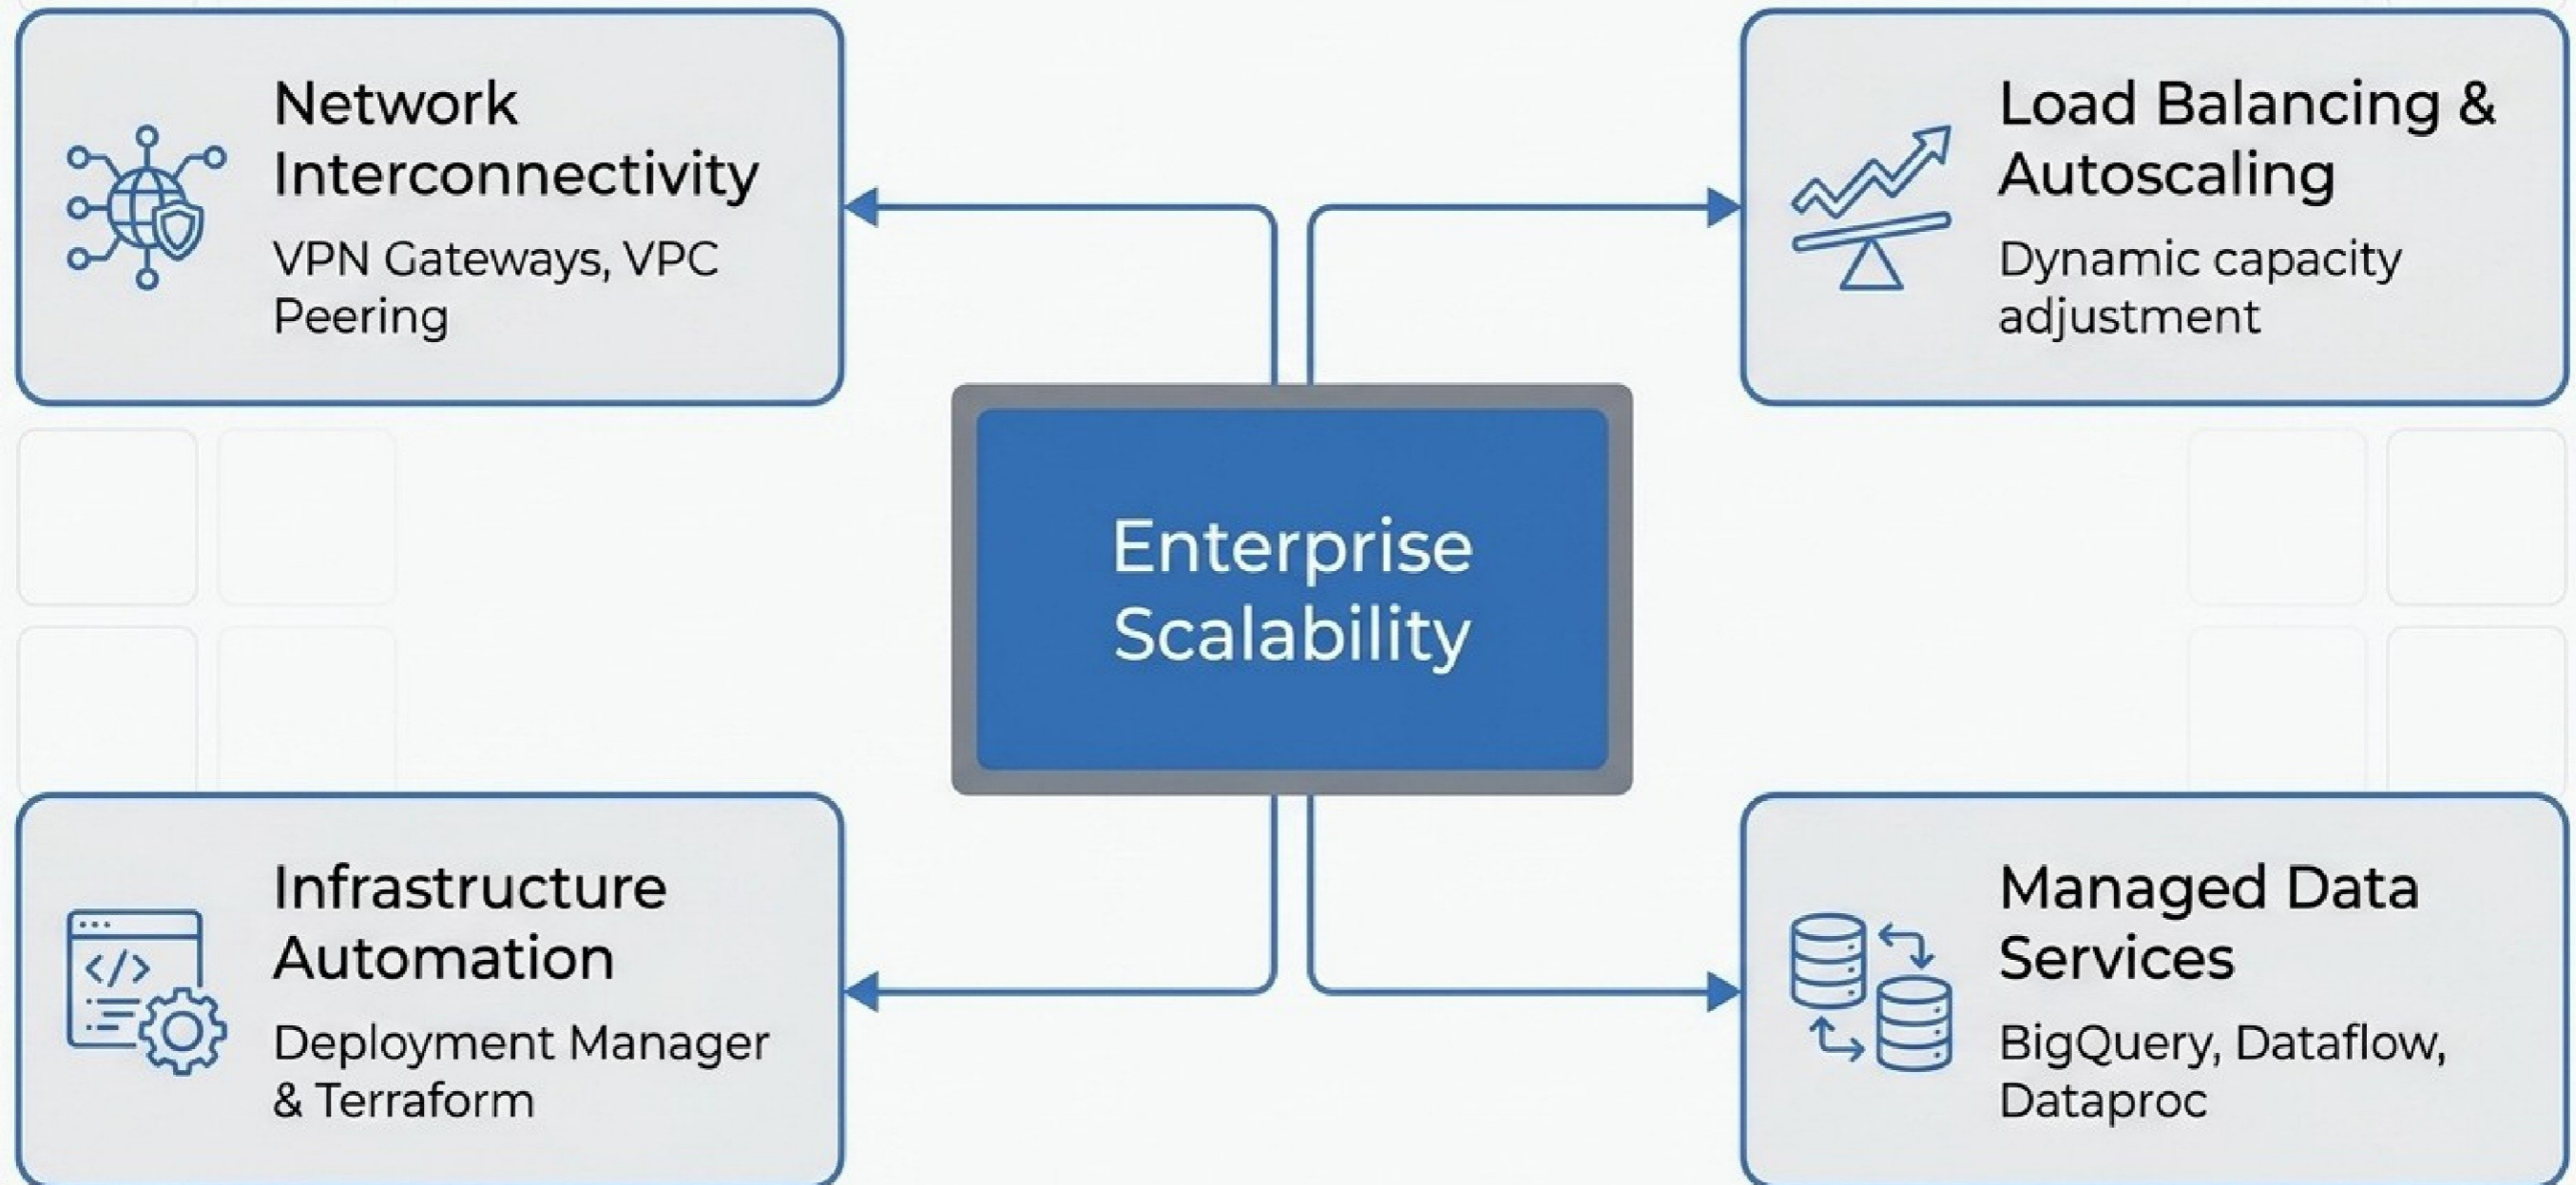 Network
Interconnectivity
VPN Gateways, VPC
Peering
Load Balancing &
Autoscaling
Dynamic capacity
adjustment
Enterprise
Scalability
Infrastructure
Automation
Deployment Manager
& Terraform
Managed Data
Services
BigQuery, Dataflow,
Dataproc